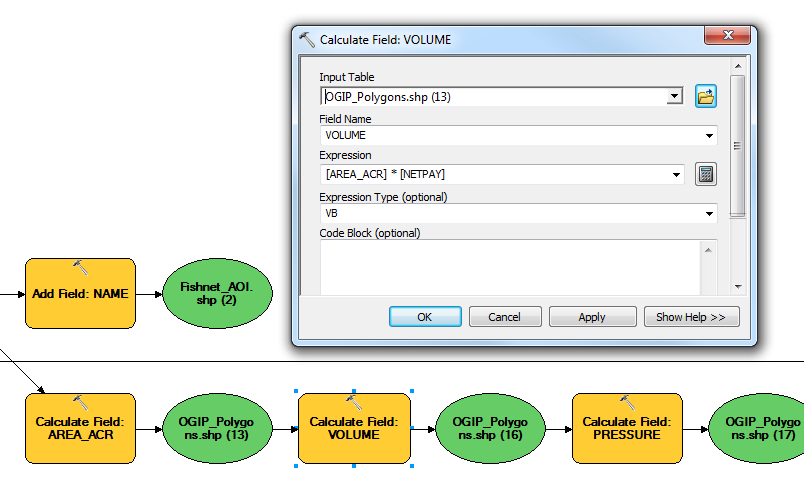 Calculate Field: VOLUME
Input Table
OGIP_Polygons.shp (13)
Field Name
VOLUME
Expression
[AREA_ACR] * [NETPAY]
Expression Type (optional)
VB
Code Block (optional)
OK
Cancel
Apply
Show Help >>
Add Field: NAME
Fishnet_AOI.
shp (2)
Calculate Field:
AREA_ACR
OGIP_Polygo
ns.shp (13)
Calculate Field:
VOLUME
OGIP_Polygo
ns.shp (16)
Calculate Field:
PRESSURE
OGIP_Polygo
ns.shp (17)